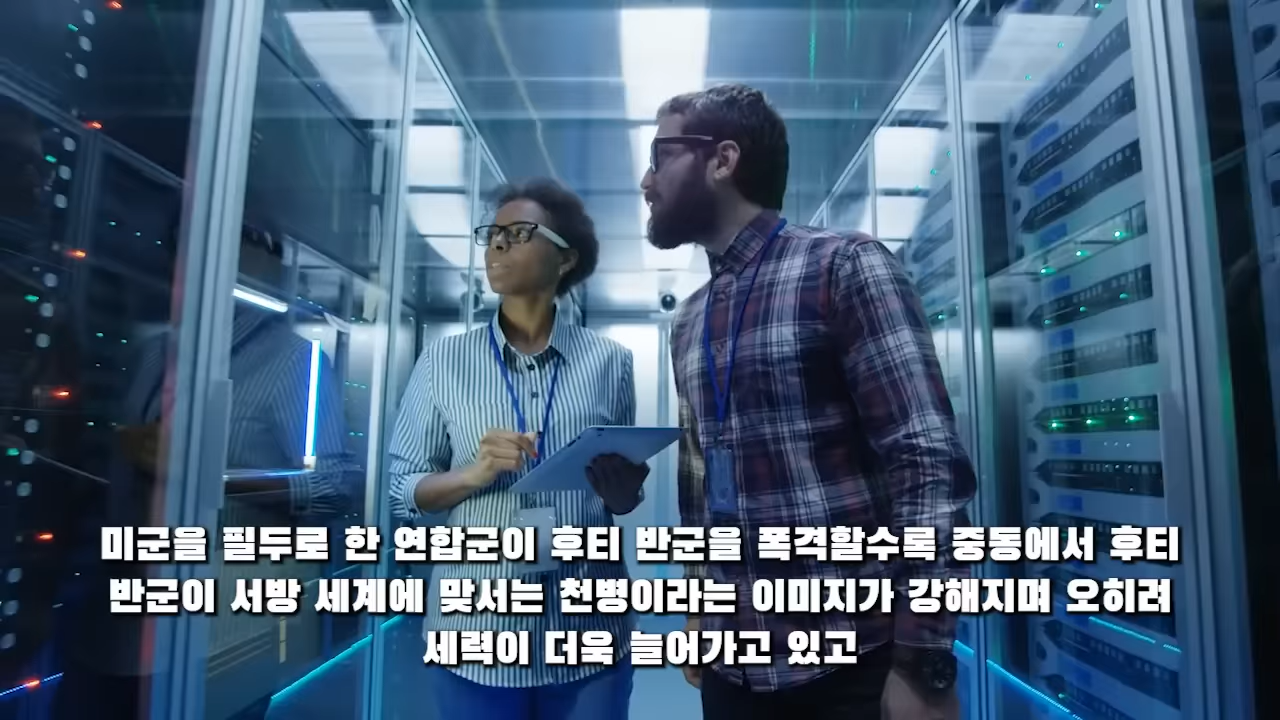 미군을 필두로 한 연합군이 후티 반군을 폭격할수록 중동에서 후티
반군이 서방 세계에 맞서는 천병이라는 이미지가 강해지며 오히려
세력이 더욱 늘어가고 있고